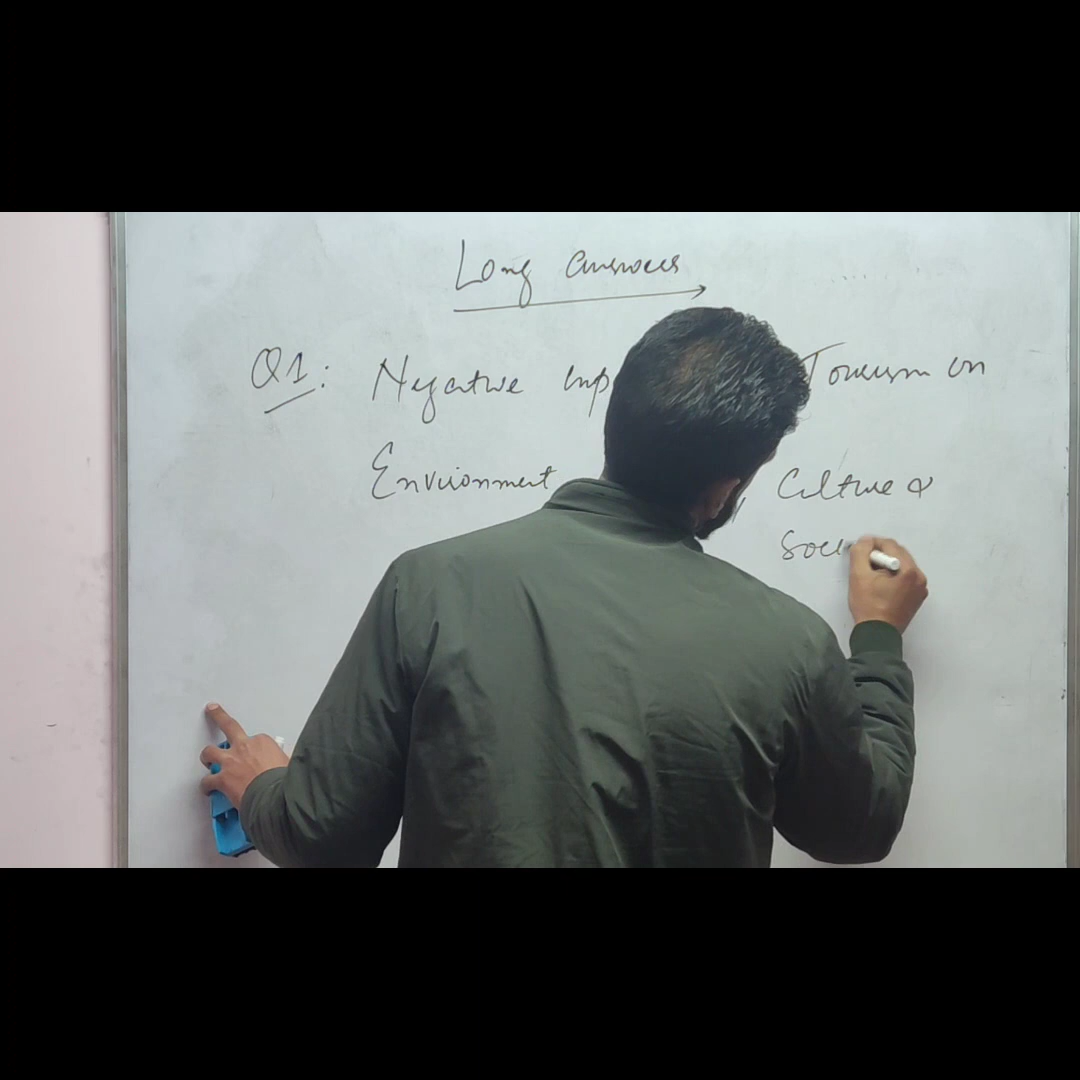 Long answers
Q1: Negative imp Tourism on
Environment , Culture &
Soci